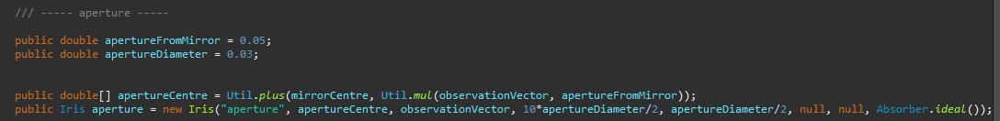 /// ----- aperture -----
public double apertureFromMirror = 0.05;
public double apertureDiameter = 0.03;
public double[] apertureCentre = Util.plus(mirrorCentre, Util.mul(observationVector, apertureFromMirror));
public Iris aperture = new Iris("aperture", apertureCentre, observationVector, 10*apertureDiameter/2, apertureDiameter/2, null, null, Absorber.ideal());